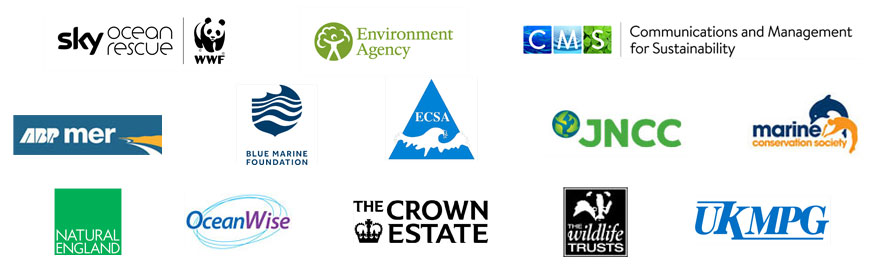 sky ocean rescue
WWF
Environment
Agency
CMS
Communications and Management
for Sustainability
ABP mer
BLUE MARINE
FOUNDATION
ECSA
JNCC
marine
conservation society
NATURAL
ENGLAND
OceanWise
THE CROWN
ESTATE
THE
wildlife
TRUSTS
UKMPG